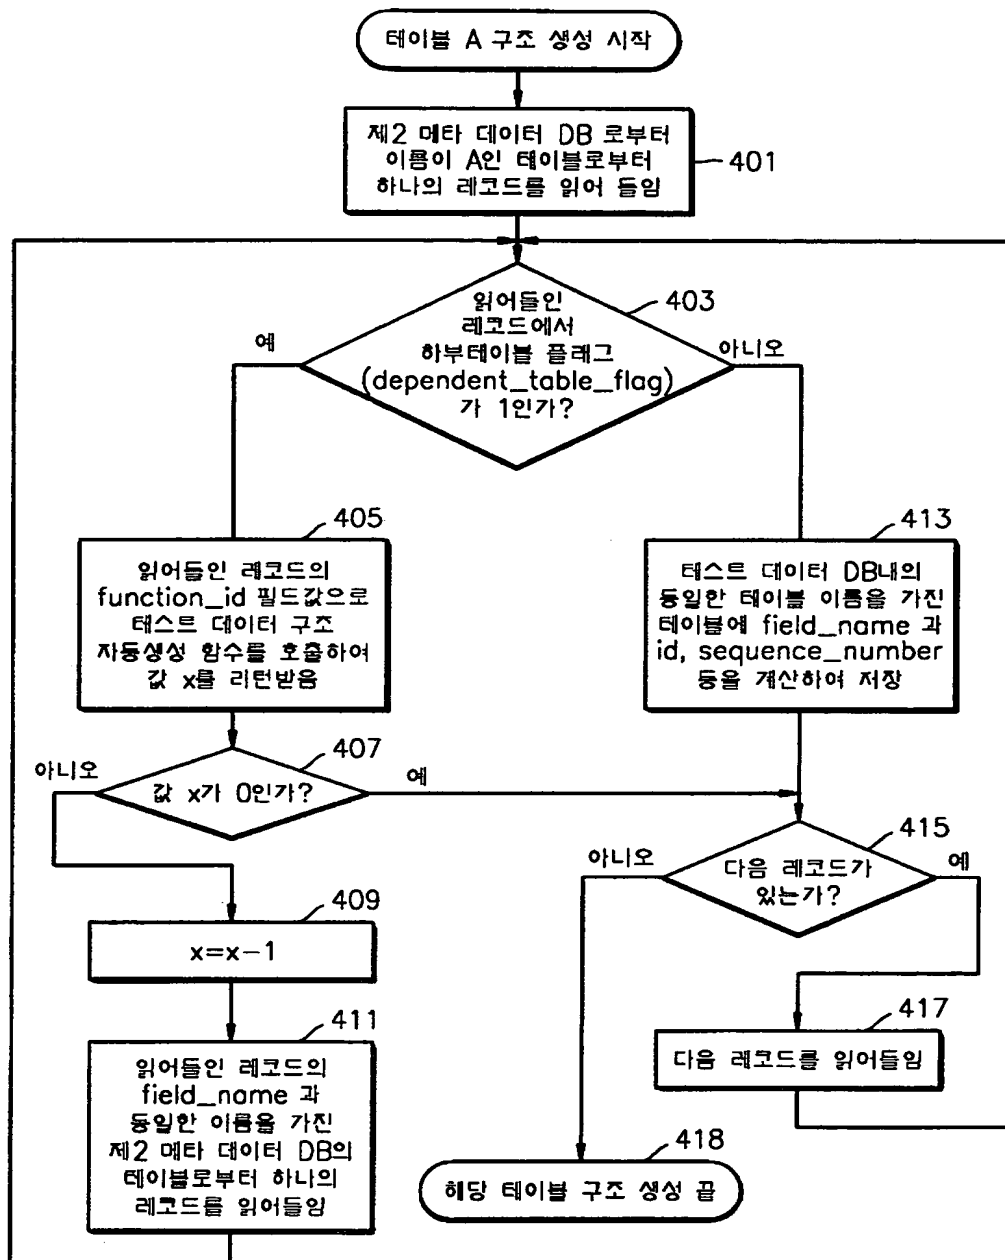 테이블 A 구조 생성 시작
제2 메타 데이터 DB 로부터
이름이 A인 테이블로부터
하나의 레코드를 읽어 들임
401
읽어들인
레코드에서
하부테이블 플래그
(dependent_table_flag)
가 1인가?
403
예
아니오
405
읽어들인 레코드의
function_id 필드값으로
테스트 데이터 구조
자동생성 함수를 호출하여
값 x를 리턴받음
413
테스트 데이터 DB내의
동일한 테이블 이름을 가진
테이블에 field_name 과
id, sequence_number
등을 계산하여 저장
407
아니오
값 x가 0인가?
예
415
아니오
다음 레코드가
있는가?
예
409
x=x-1
411
읽어들인 레코드의
field_name 과
동일한 이름을 가진
제2 메타 데이터 DB의
테이블로부터 하나의
레코드를 읽어들임
417
다음 레코드를 읽어들임
418
해당 테이블 구조 생성 끝